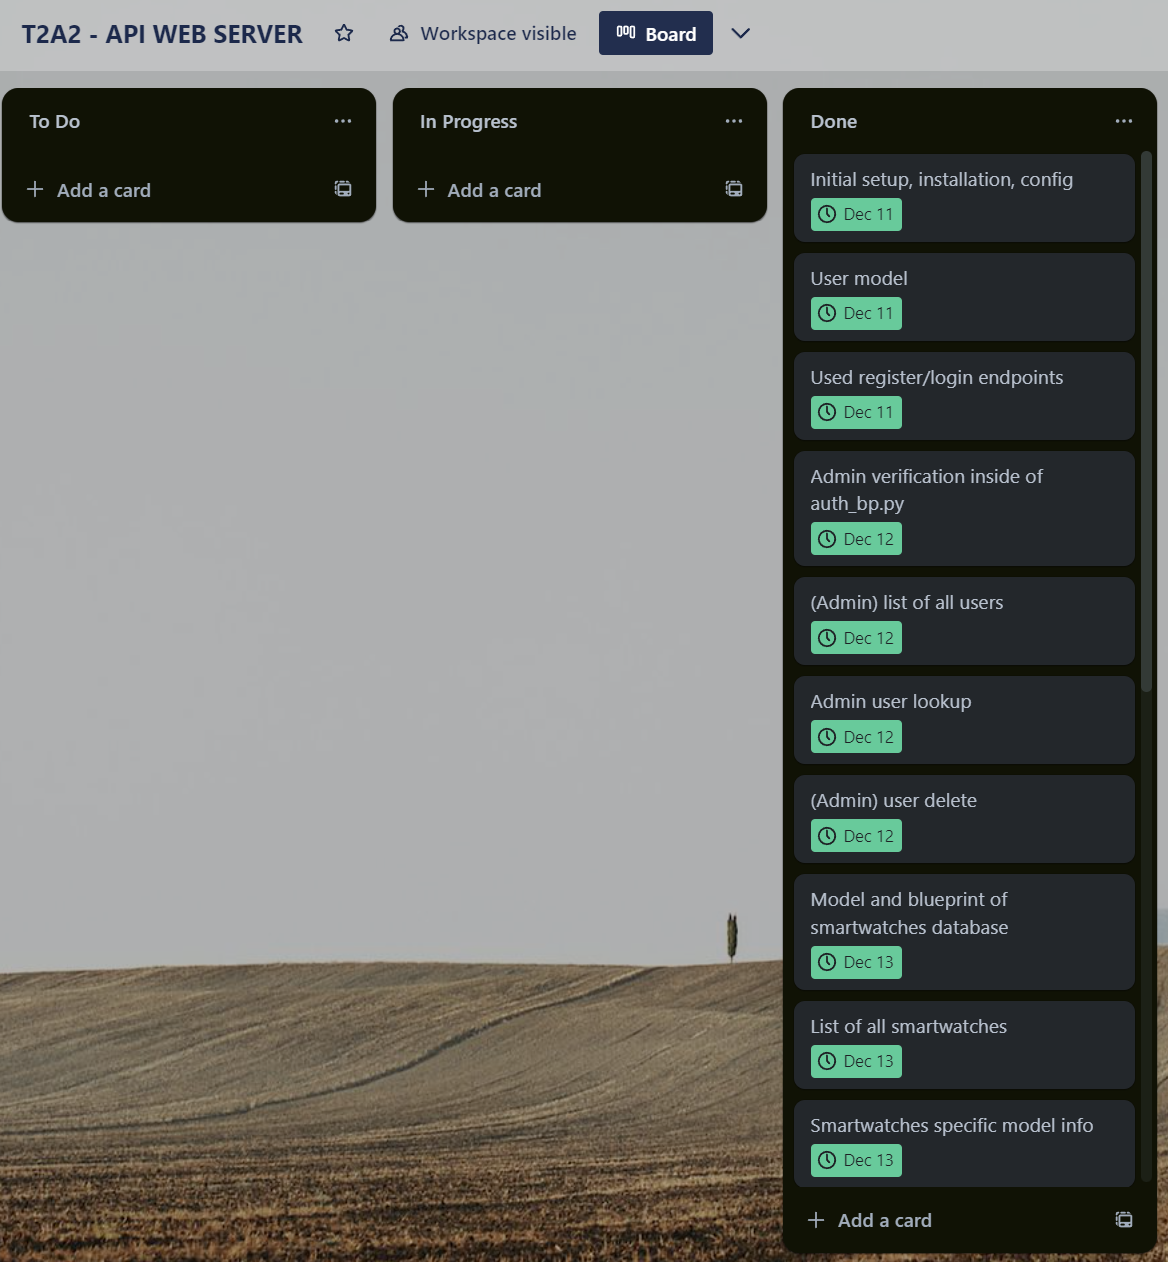 T2A2 - API WEB SERVER
Workspace visible
Board
To Do
Add a card
In Progress
Add a card
Done
Initial setup, installation, config
Dec 11
User model
Dec 11
Used register/login endpoints
Dec 11
Admin verification inside of
auth_bp.py
Dec 12
(Admin) list of all users
Dec 12
Admin user lookup
Dec 12
(Admin) user delete
Dec 12
Model and blueprint of
smartwatches database
Dec 13
List of all smartwatches
Dec 13
Smartwatches specific model info
Dec 13
Add a card